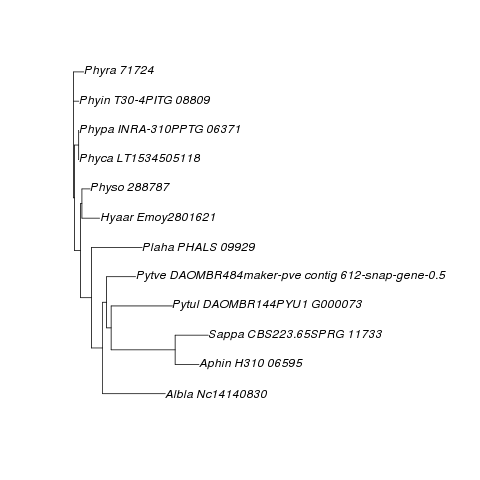 Phyra 71724
Phyin T30-4PITG 08809
Phypa INRA-310PPTG 06371
Phyca LT1534505118
Physo 288787
Hyaar Emoy2801621
Plaha PHALS 09929
Pytve DAOMBR484maker-pve contig 612-snap-gene-0.5
Pytul DAOMBR144PYU1 G000073
Sappa CBS223.65SPRG 11733
Aphin H310 06595
Albla Nc14140830